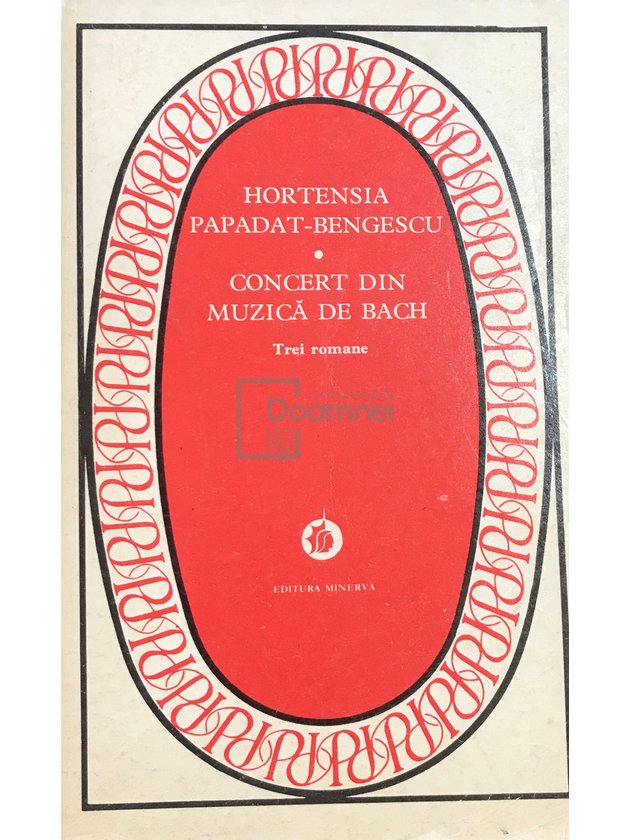 HORTENSIA
PAPADAT-BENGESCU
CONCERT DIN
MUZICĂ DE BACH
Trei romane
Doamnei
EDITURA MINERVA